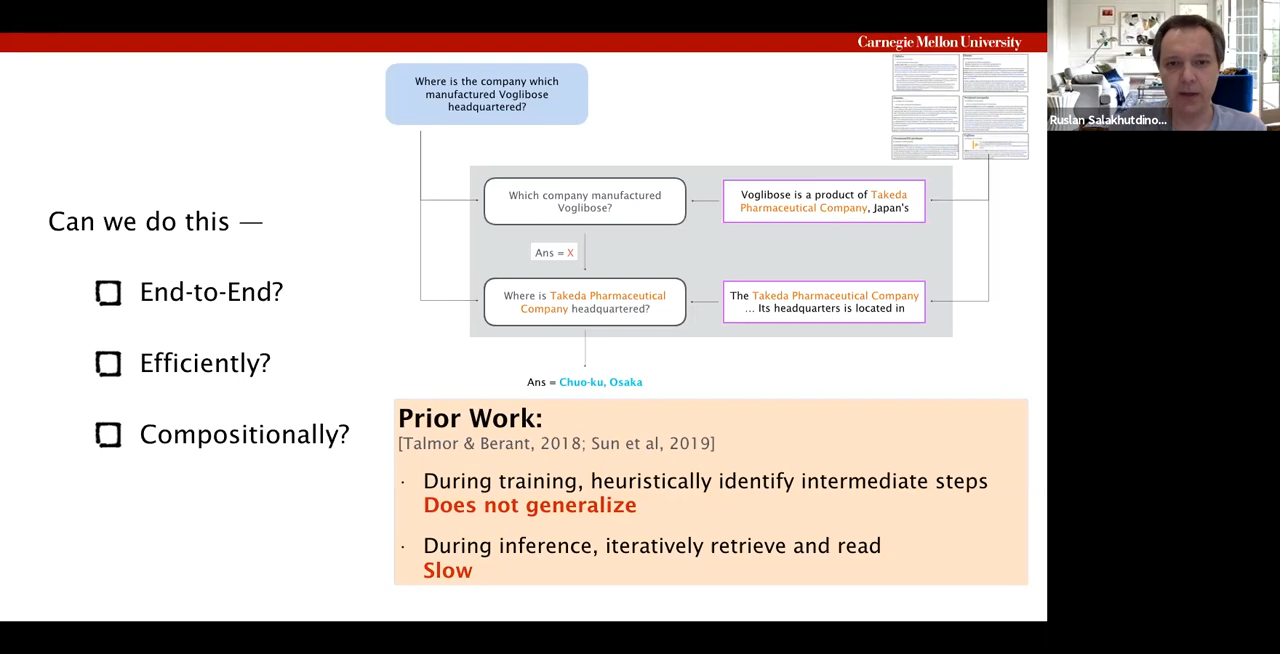 Carnegie Mellon University
Ruslan Salakhutdino...
Where is the company which
manufactured Voglibose
headquartered?
Which company manufactured
Voglibose?
Voglibose is a product of Takeda
Pharmaceutical Company, Japan's
Can we do this —
Ans = X
End-to-End?
Where is Takeda Pharmaceutical
Company headquartered?
The Takeda Pharmaceutical Company
... Its headquarters is located in
Efficiently?
Ans = Chuo-ku, Osaka
Compositionally?
Prior Work:
[Talmor & Berant, 2018; Sun et al, 2019]
· During training, heuristically identify intermediate steps
Does not generalize
· During inference, iteratively retrieve and read
Slow